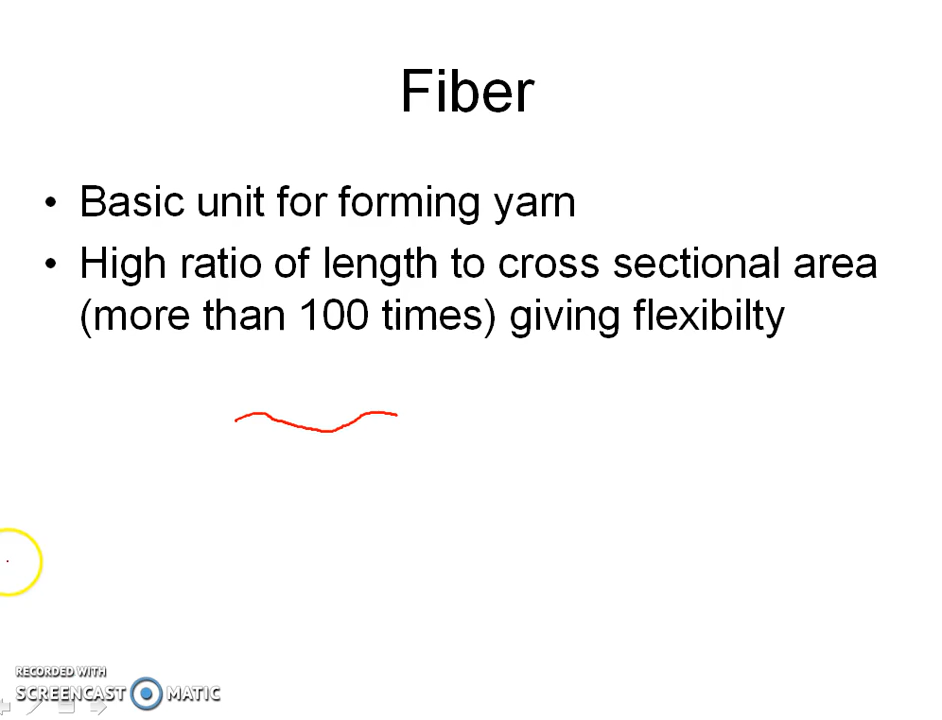 Fiber
• Basic unit for forming yarn
• High ratio of length to cross sectional area
(more than 100 times) giving flexibilty
RECORDED WITH
SCREENCAST MATIC